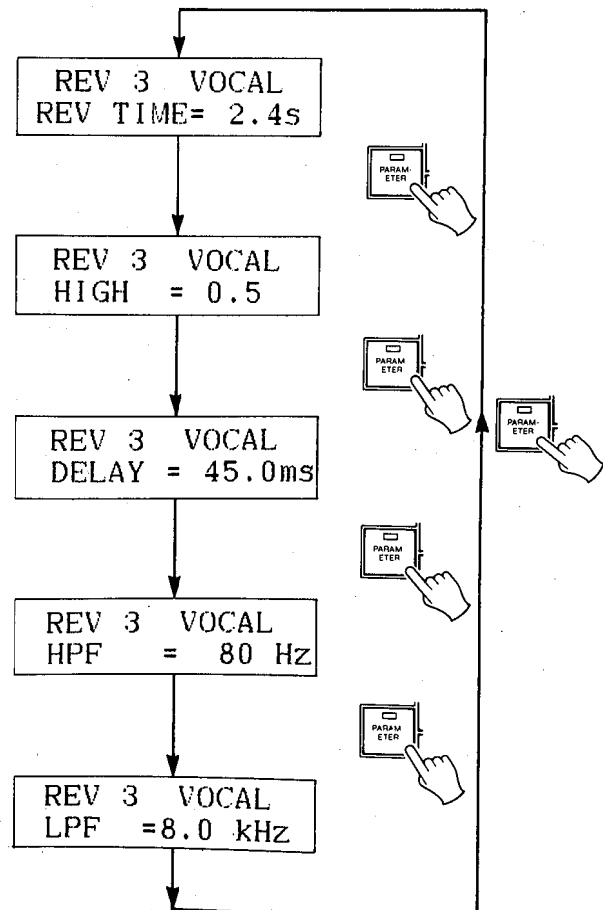 REV 3 VOCAL
REV TIME= 2.4s
PARAM-
ETER
REV 3 VOCAL
HIGH = 0.5
PARAM
ETER
PARAM-
ETER
REV 3 VOCAL
DELAY = 45.0ms
PARAM
ETER
REV 3 VOCAL
HPF = 80 Hz
PARAM
ETER
REV 3 VOCAL
LPF =8.0 kHz